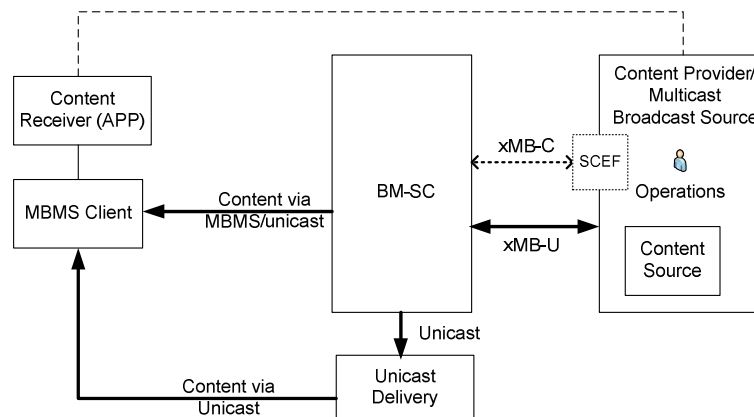 Content
Receiver (APP)
MBMS Client
Content via
MBMS/unicast
BM-SC
xMB-C
xMB-U
Content Provider/
Multicast
Broadcast Source
SCEF
Operations
Content
Source
Unicast
Unicast
Delivery
Content via
Unicast